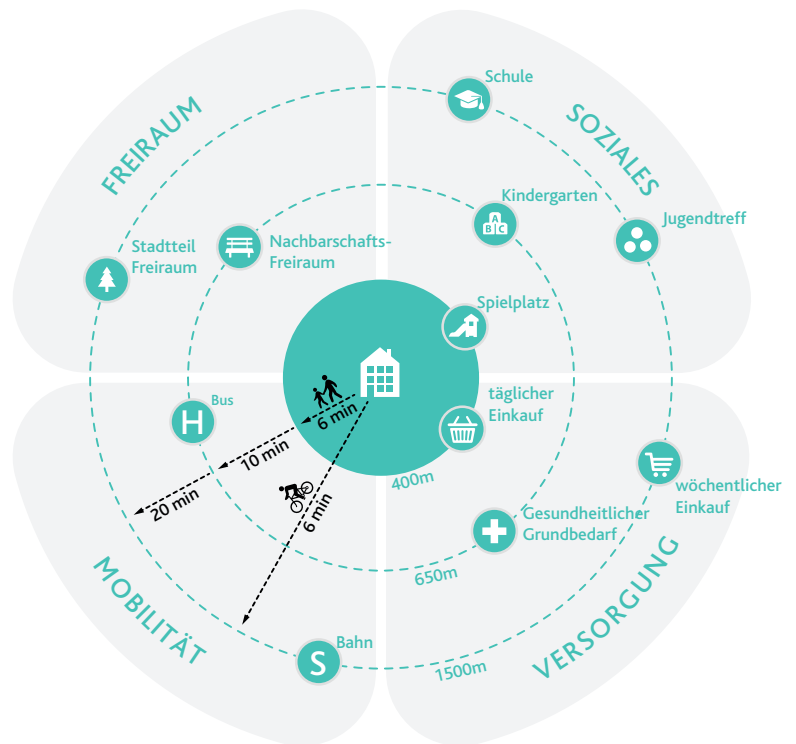 FREIRAUM
Stadtteil
Freiraum
Nachbarschafts-
Freiraum
SOZIALES
Schule
Kindergarten
A
B C
Jugendtreff
Spielplatz
täglicher
Einkauf
wöchentlicher
Einkauf
Gesundheitlicher
Grundbedarf
VERSORGUNG
400m
650m
1500m
H
Bus
6 min
10 min
20 min
6 min
MOBILITÄT
S
Bahn